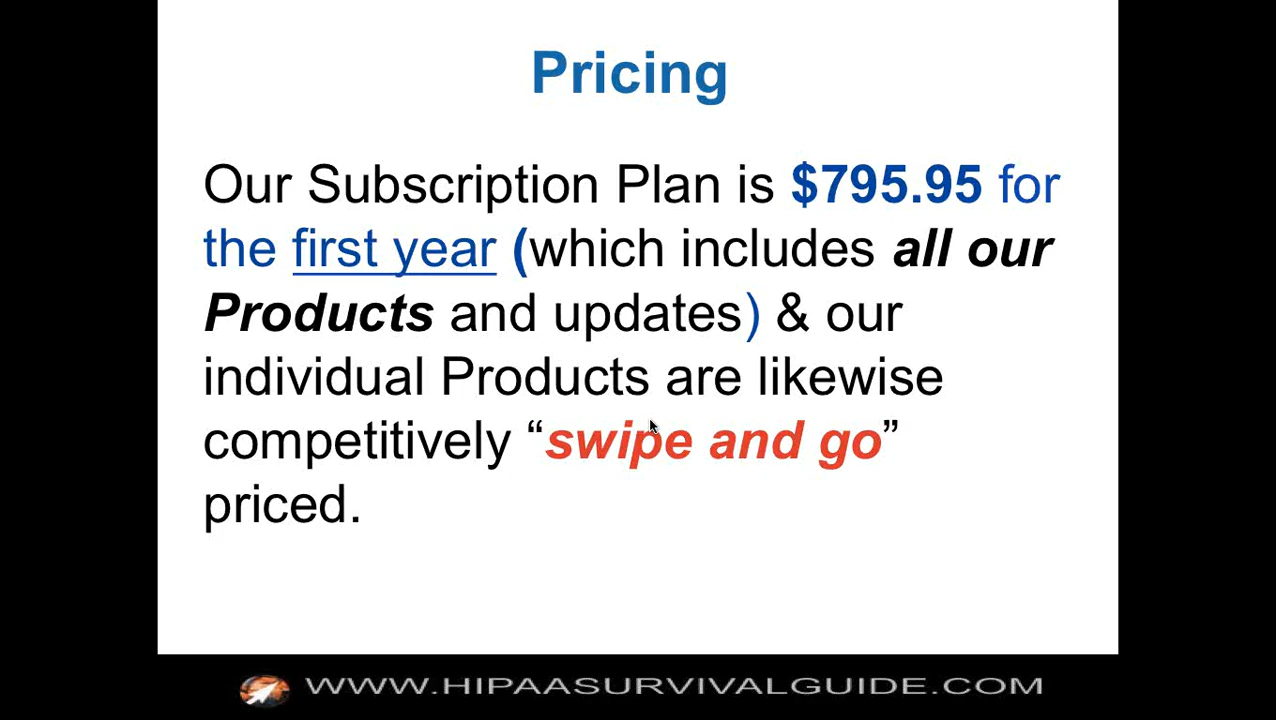 Pricing
Our Subscription Plan is $795.95 for
the first year (which includes all our
Products and updates) & our
individual Products are likewise
competitively “swipe and go”
priced.
WWW.HIPAASURVIVALGUIDE.COM